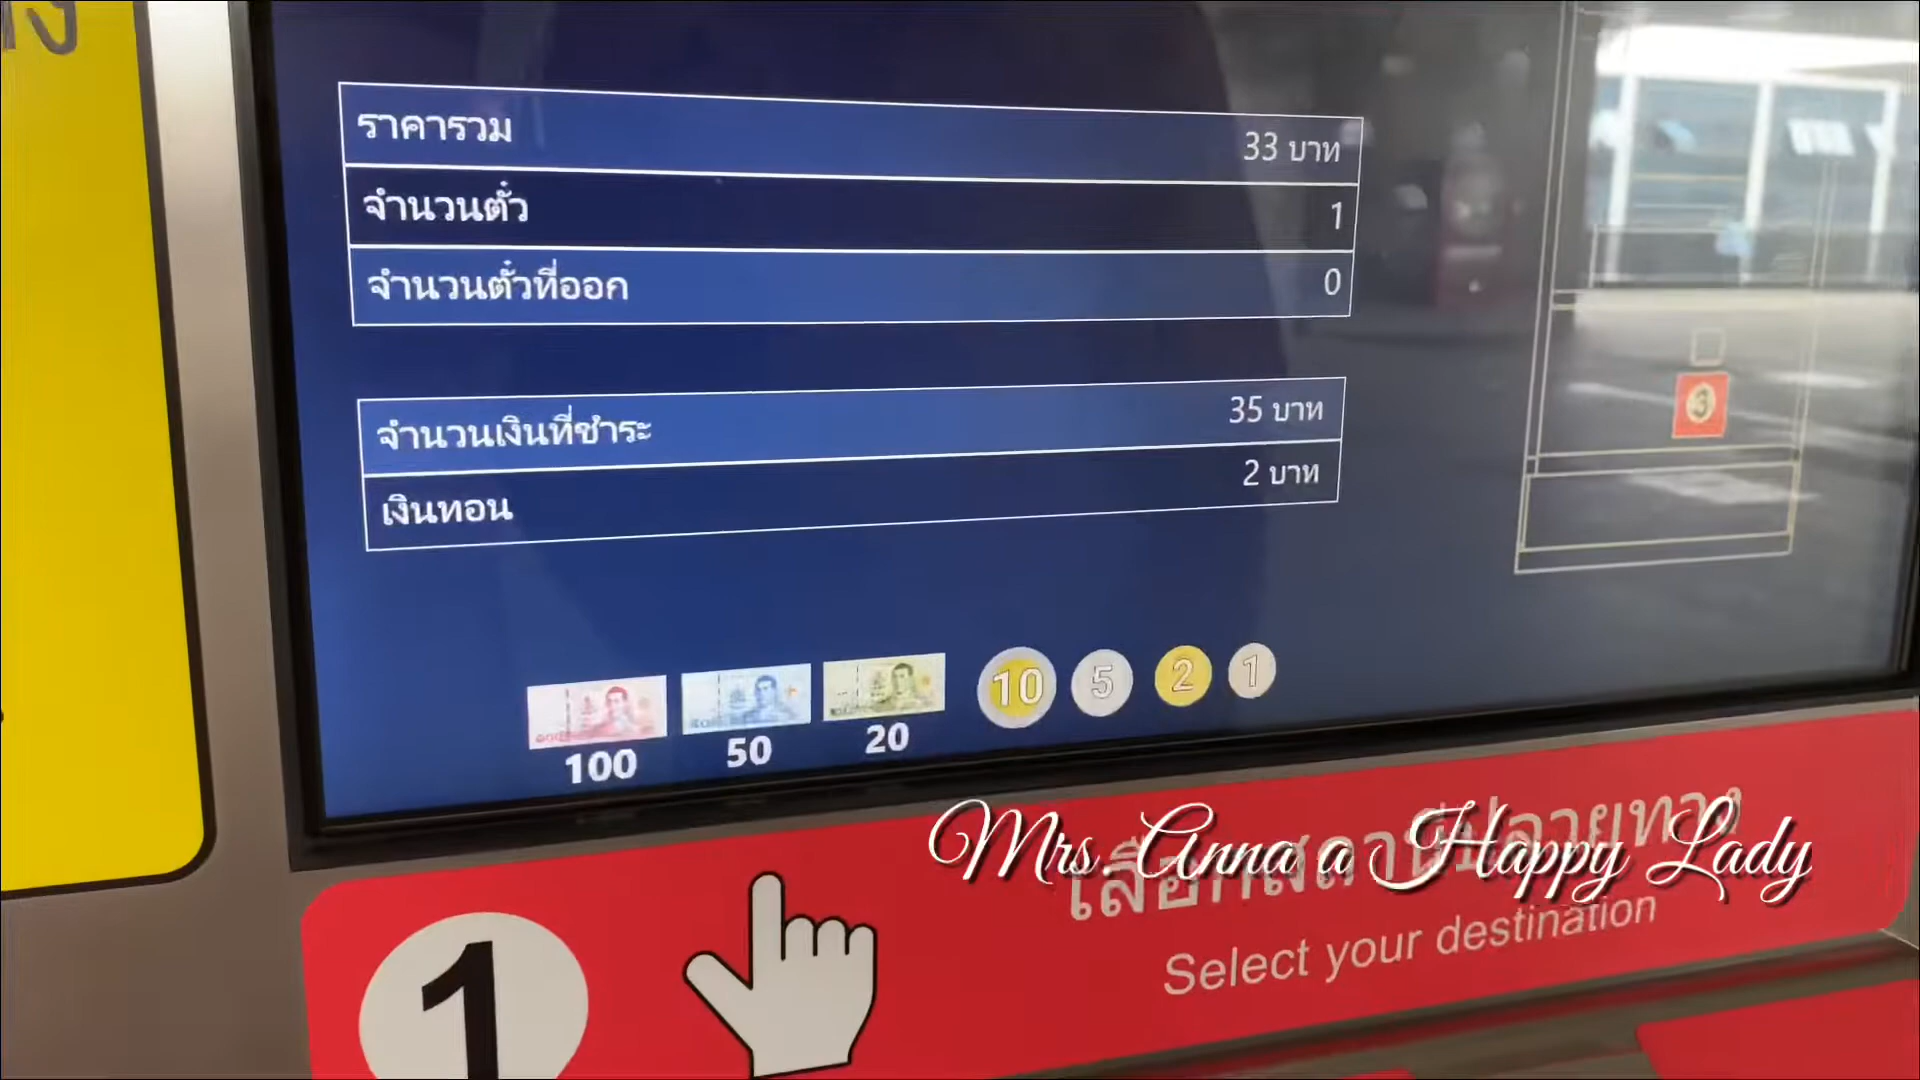 ราคารวม 33 บาท
จำนวนตั๋ว 1
จำนวนตั๋วที่ออก 0
จำนวนเงินที่ชำระ 35 บาท
เงินทอน 2 บาท
3
10 5 2 1
100 50 20
Mrs. Anna a Happy Lady
เลือกสถานีปลายทาง
Select your destination
1